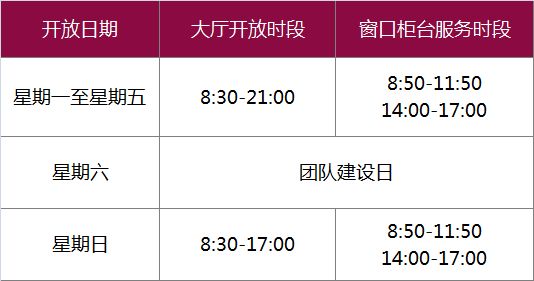 开放日期 大厅开放时段 窗口柜台服务时段
星期一至星期五 8:30-21:00 8:50-11:50
14:00-17:00
星期六 团队建设日
星期日 8:30-17:00 8:50-11:50
14:00-17:00